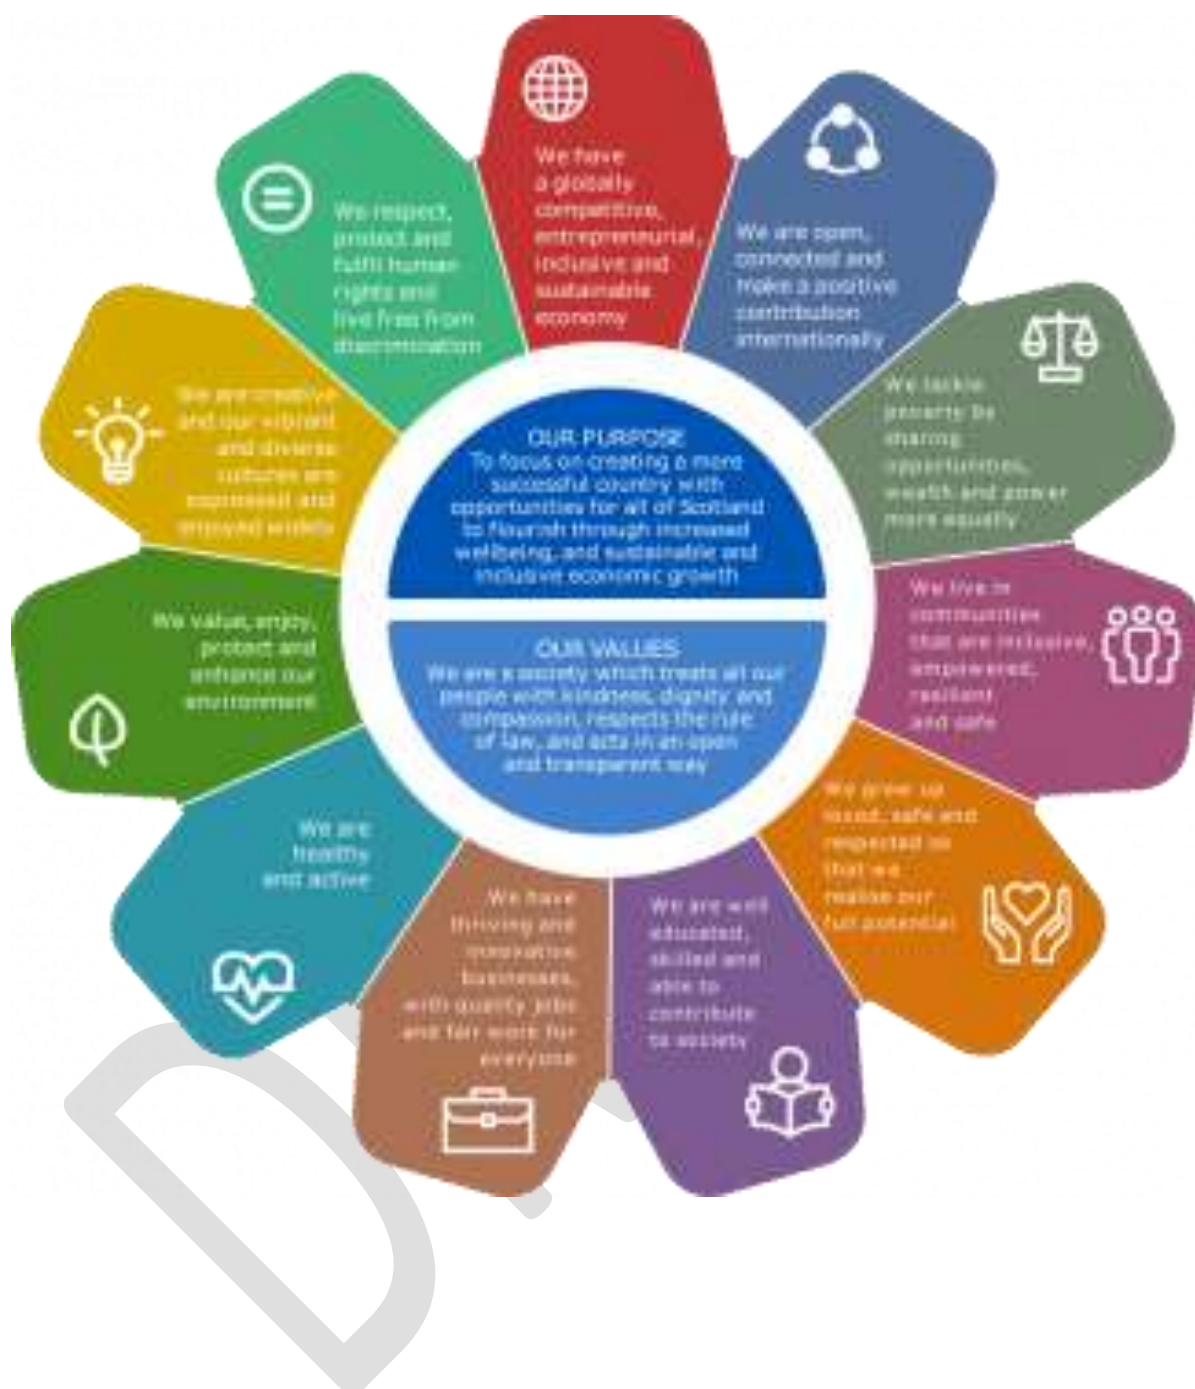 We have
a globally
competitive,
entrepreneurial,
inclusive and
sustainable
economy
We are open,
connected and
make a positive
contribution
internationally
We tackle
poverty by
sharing
opportunities,
wealth and power
more equally
We live in
communities
that are inclusive,
empowered,
resilient
and safe
We grow up
loved, safe and
respected so
that we
realise our
full potential
We are well
educated,
skilled and
able to
contribute
to society
We have
thriving and
innovative
businesses,
with quality jobs
and fair work for
everyone
We are
healthy
and active
We value, enjoy,
protect and
enhance our
environment
We are creative
and our vibrant
and diverse
cultures are
expressed and
enjoyed widely
We respect,
protect and
fulfil human
rights and
live free from
discrimination
OUR PURPOSE
To focus on creating a more
successful country with
opportunities for all of Scotland
to flourish through increased
wellbeing, and sustainable and
inclusive economic growth
OUR VALUES
We are a society which treats all our
people with kindness, dignity and
compassion, respects the rule
of law, and acts in an open
and transparent way